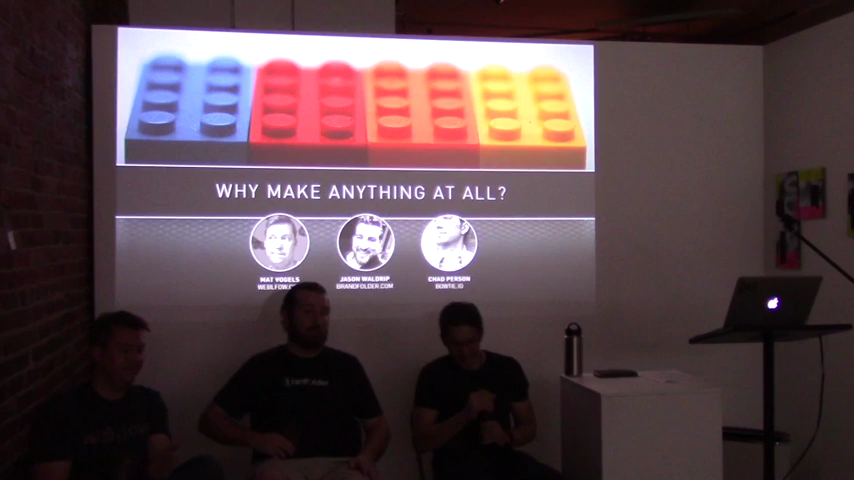 WHY MAKE ANYTHING AT ALL?
MAT VOGELS
JASON WALDRIP
BRANDFOLDER.COM
CHAD PERSON
BOWTIE.IO